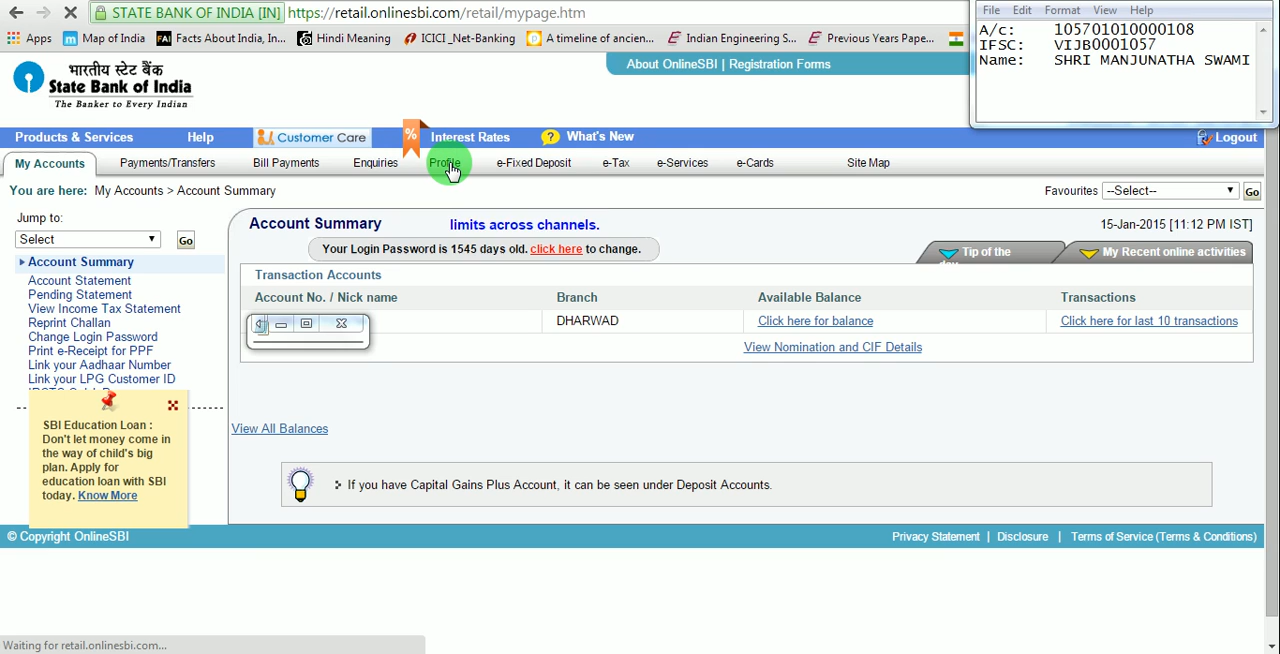 STATE BANK OF INDIA [IN] https://retail.onlinesbi.com/retail/mypage.htm
Apps Map of India Facts About India, In... Hindi Meaning ICICI_Net-Banking A timeline of ancien... Indian Engineering S... Previous Years Pape...
File Edit Format View Help
A/c: 105701010000108
IFSC: VIJB0001057
Name: SHRI MANJUNATHA SWAMI
भारतीय स्टेट बैंक
State Bank of India
The Banker to Every Indian
About OnlineSBI | Registration Forms
Products & Services Help Customer Care % Interest Rates ? What's New Logout
My Accounts Payments/Transfers Bill Payments Enquiries Profile e-Fixed Deposit e-Tax e-Services e-Cards Site Map
You are here: My Accounts > Account Summary
Favourites --Select-- Go
Jump to:
Select Go
Account Summary
Account Statement
Pending Statement
View Income Tax Statement
Reprint Challan
Change Login Password
Print e-Receipt for PPF
Link your Aadhaar Number
Link your LPG Customer ID
SBI Education Loan :
Don't let money come in
the way of child's big
plan. Apply for
education loan with SBI
today. Know More
Account Summary limits across channels. 15-Jan-2015 [11:12 PM IST]
Your Login Password is 1545 days old. click here to change.
Tip of the
My Recent online activities
Transaction Accounts
Account No. / Nick name Branch Available Balance Transactions
DHARWAD Click here for balance Click here for last 10 transactions
View Nomination and CIF Details
View All Balances
If you have Capital Gains Plus Account, it can be seen under Deposit Accounts.
© Copyright OnlineSBI Privacy Statement | Disclosure | Terms of Service (Terms & Conditions)
Waiting for retail.onlinesbi.com...